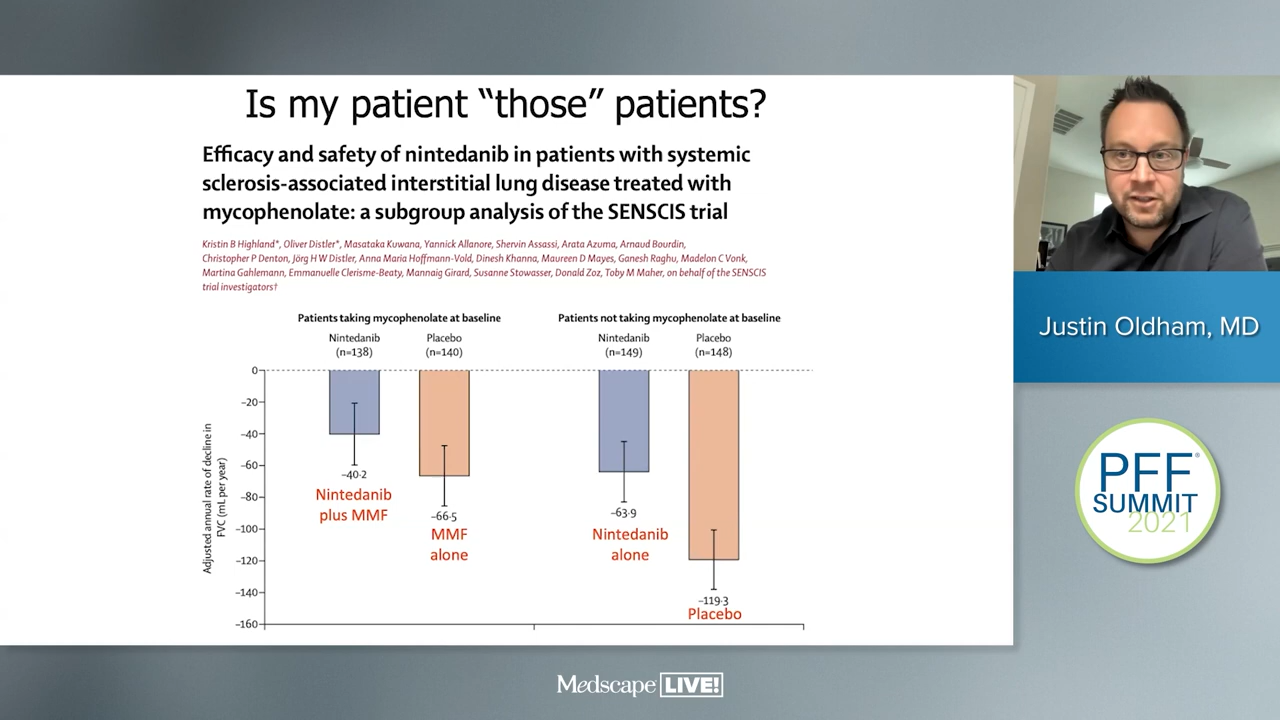 Is my patient “those” patients?
Efficacy and safety of nintedanib in patients with systemic
sclerosis-associated interstitial lung disease treated with
mycophenolate: a subgroup analysis of the SENSCIS trial
Kristin B Highland*, Oliver Distler*, Masataka Kuwana, Yannick Allanore, Shervin Assassi, Arata Azuma, Arnaud Bourdin,
Christopher P Denton, Jörg H W Distler, Anna Maria Hoffmann-Vold, Dinesh Khanna, Maureen D Mayes, Ganesh Raghu, Madelon C Vonk,
Martina Gahlemann, Emmanuelle Clerisme-Beaty, Mannaig Girard, Susanne Stowasser, Donald Zoz, Toby M Maher, on behalf of the SENSCIS
trial investigators†
Patients taking mycophenolate at baseline
Nintedanib
(n=138)
Placebo
(n=140)
Patients not taking mycophenolate at baseline
Nintedanib
(n=149)
Placebo
(n=148)
Adjusted annual rate of decline in
FVC (mL per year)
0
–20
–40
–60
–80
–100
–120
–140
–160
–40·2
Nintedanib
plus MMF
–66·5
MMF
alone
–63·9
Nintedanib
alone
–119·3
Placebo
Justin Oldham, MD
PFF®
SUMMIT
2021
Medscape LIVE!